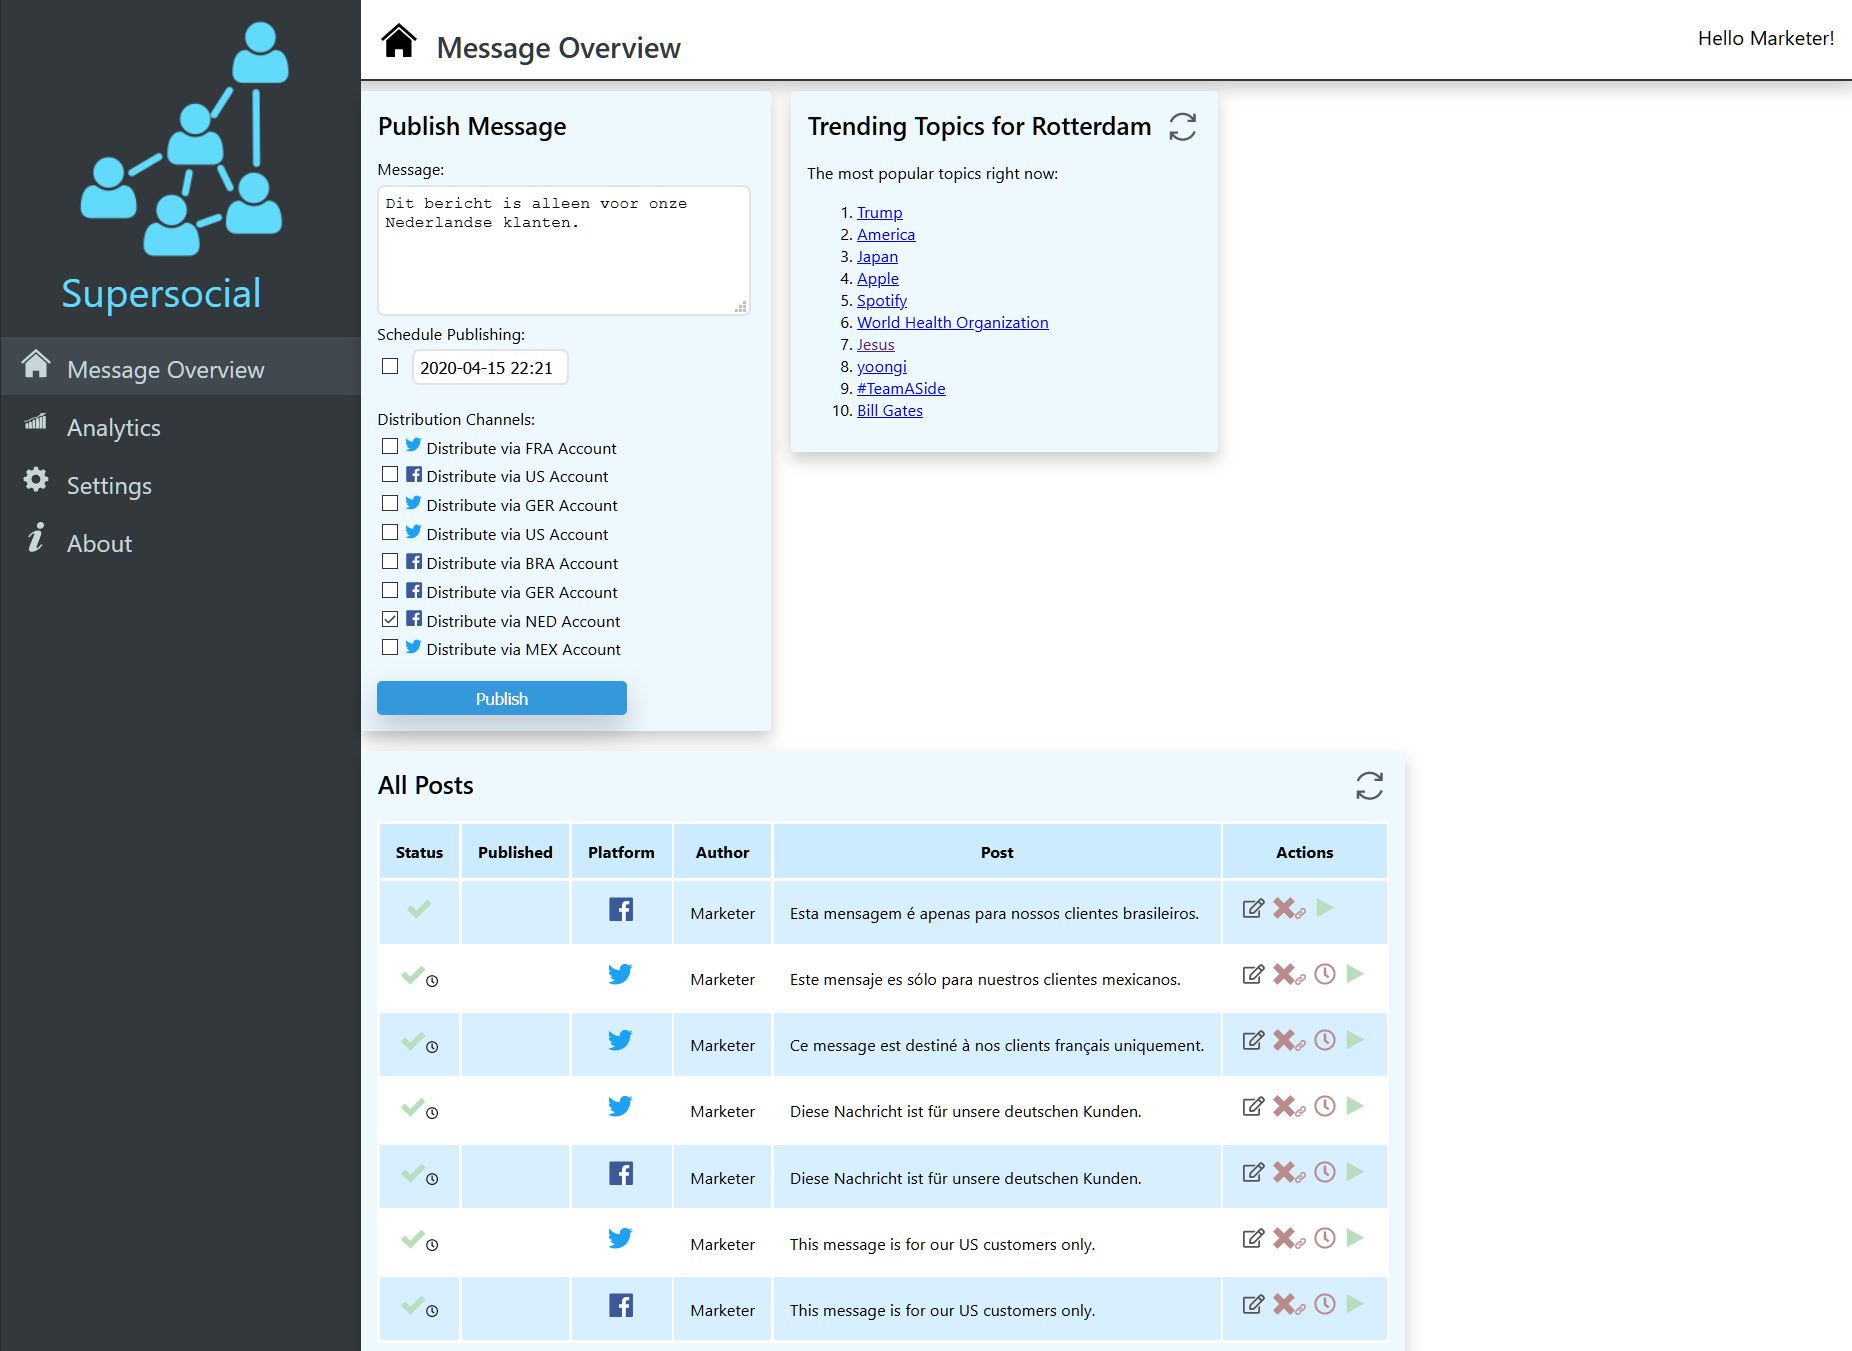 Supersocial
Message Overview
Analytics
Settings
About
Message Overview
Hello Marketer!
Publish Message
Message:
Dit bericht is alleen voor onze
Nederlandse klanten.
Schedule Publishing:
2020-04-15 22:21
Distribution Channels:
Distribute via FRA Account
Distribute via US Account
Distribute via GER Account
Distribute via US Account
Distribute via BRA Account
Distribute via GER Account
Distribute via NED Account
Distribute via MEX Account
Publish
Trending Topics for Rotterdam
The most popular topics right now:
1. Trump
2. America
3. Japan
4. Apple
5. Spotify
6. World Health Organization
7. Jesus
8. yoongi
9. #TeamASide
10. Bill Gates
All Posts
Status Published Platform Author Post Actions
Marketer Esta mensagem é apenas para nossos clientes brasileiros.
Marketer Este mensaje es sólo para nuestros clientes mexicanos.
Marketer Ce message est destiné à nos clients français uniquement.
Marketer Diese Nachricht ist für unsere deutschen Kunden.
Marketer Diese Nachricht ist für unsere deutschen Kunden.
Marketer This message is for our US customers only.
Marketer This message is for our US customers only.